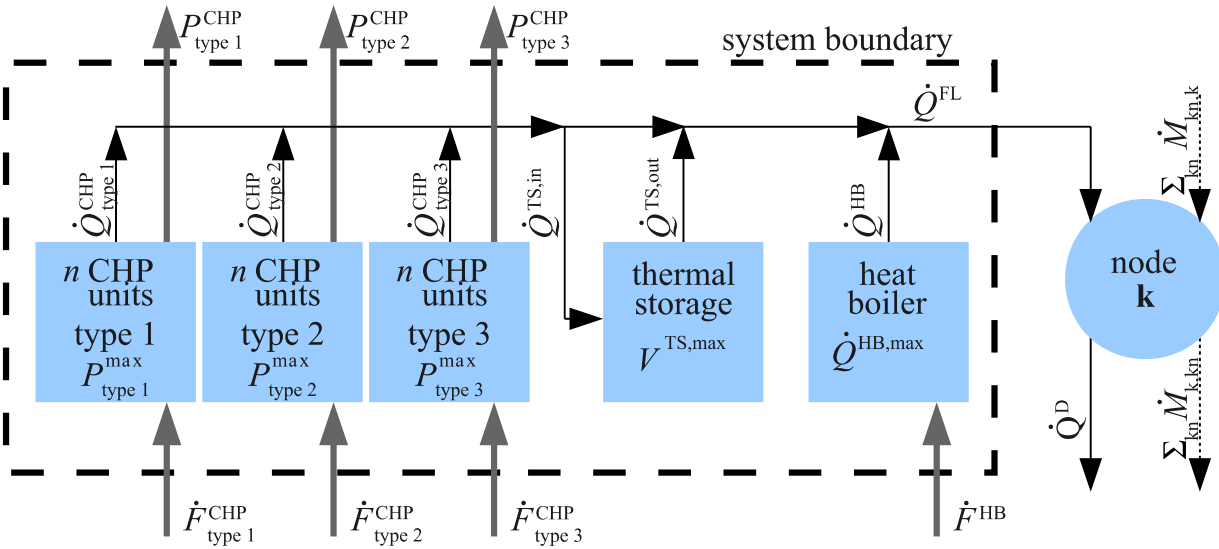 P^CHP_type 1 P^CHP_type 2 P^CHP_type 3
system boundary
Q̇^FL
Σ_kn Ṁ_kn,k
Q̇^CHP_type 1
Q̇^CHP_type 2
Q̇^CHP_type 3
Q̇^TS,in
Q̇^TS,out
Q̇^HB
n CHP
units
type 1
P^max_type 1
n CHP
units
type 2
P^max_type 2
n CHP
units
type 3
P^max_type 3
thermal
storage
V^TS,max
heat
boiler
Q̇^HB,max
node
k
Q̇^D
Σ_kn Ṁ_k,kn
Ḟ^CHP_type 1 Ḟ^CHP_type 2 Ḟ^CHP_type 3 Ḟ^HB